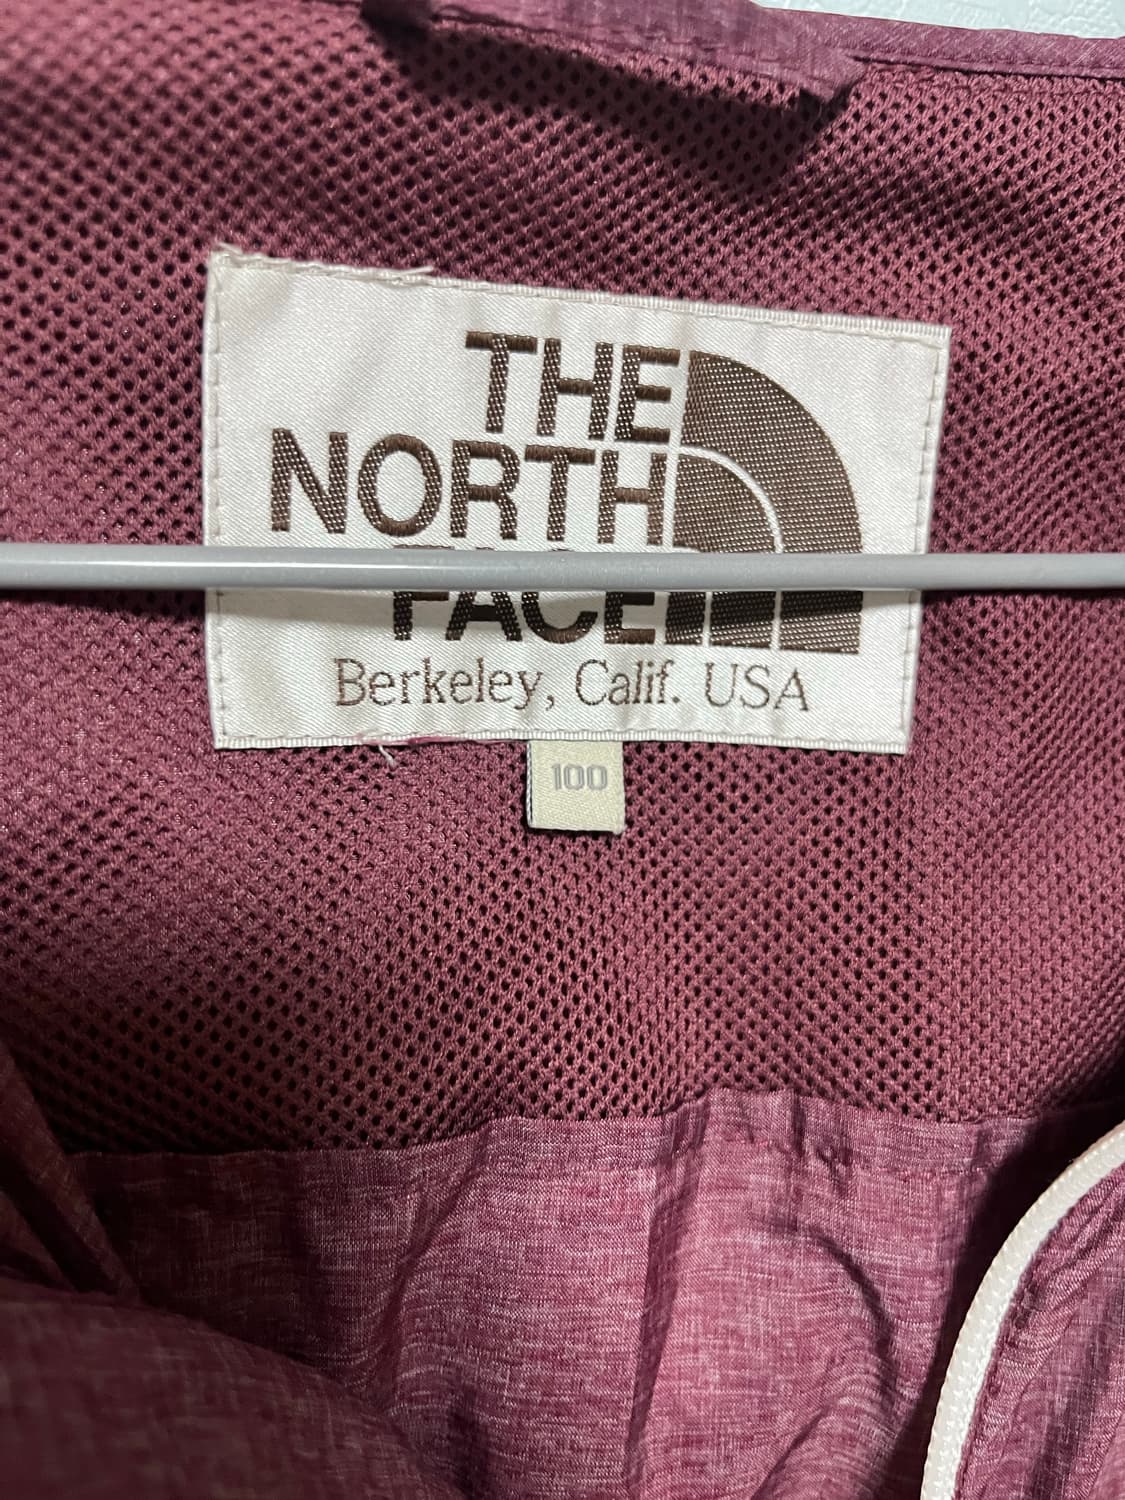 THE
NORTH
FACE
Berkeley, Calif. USA
100